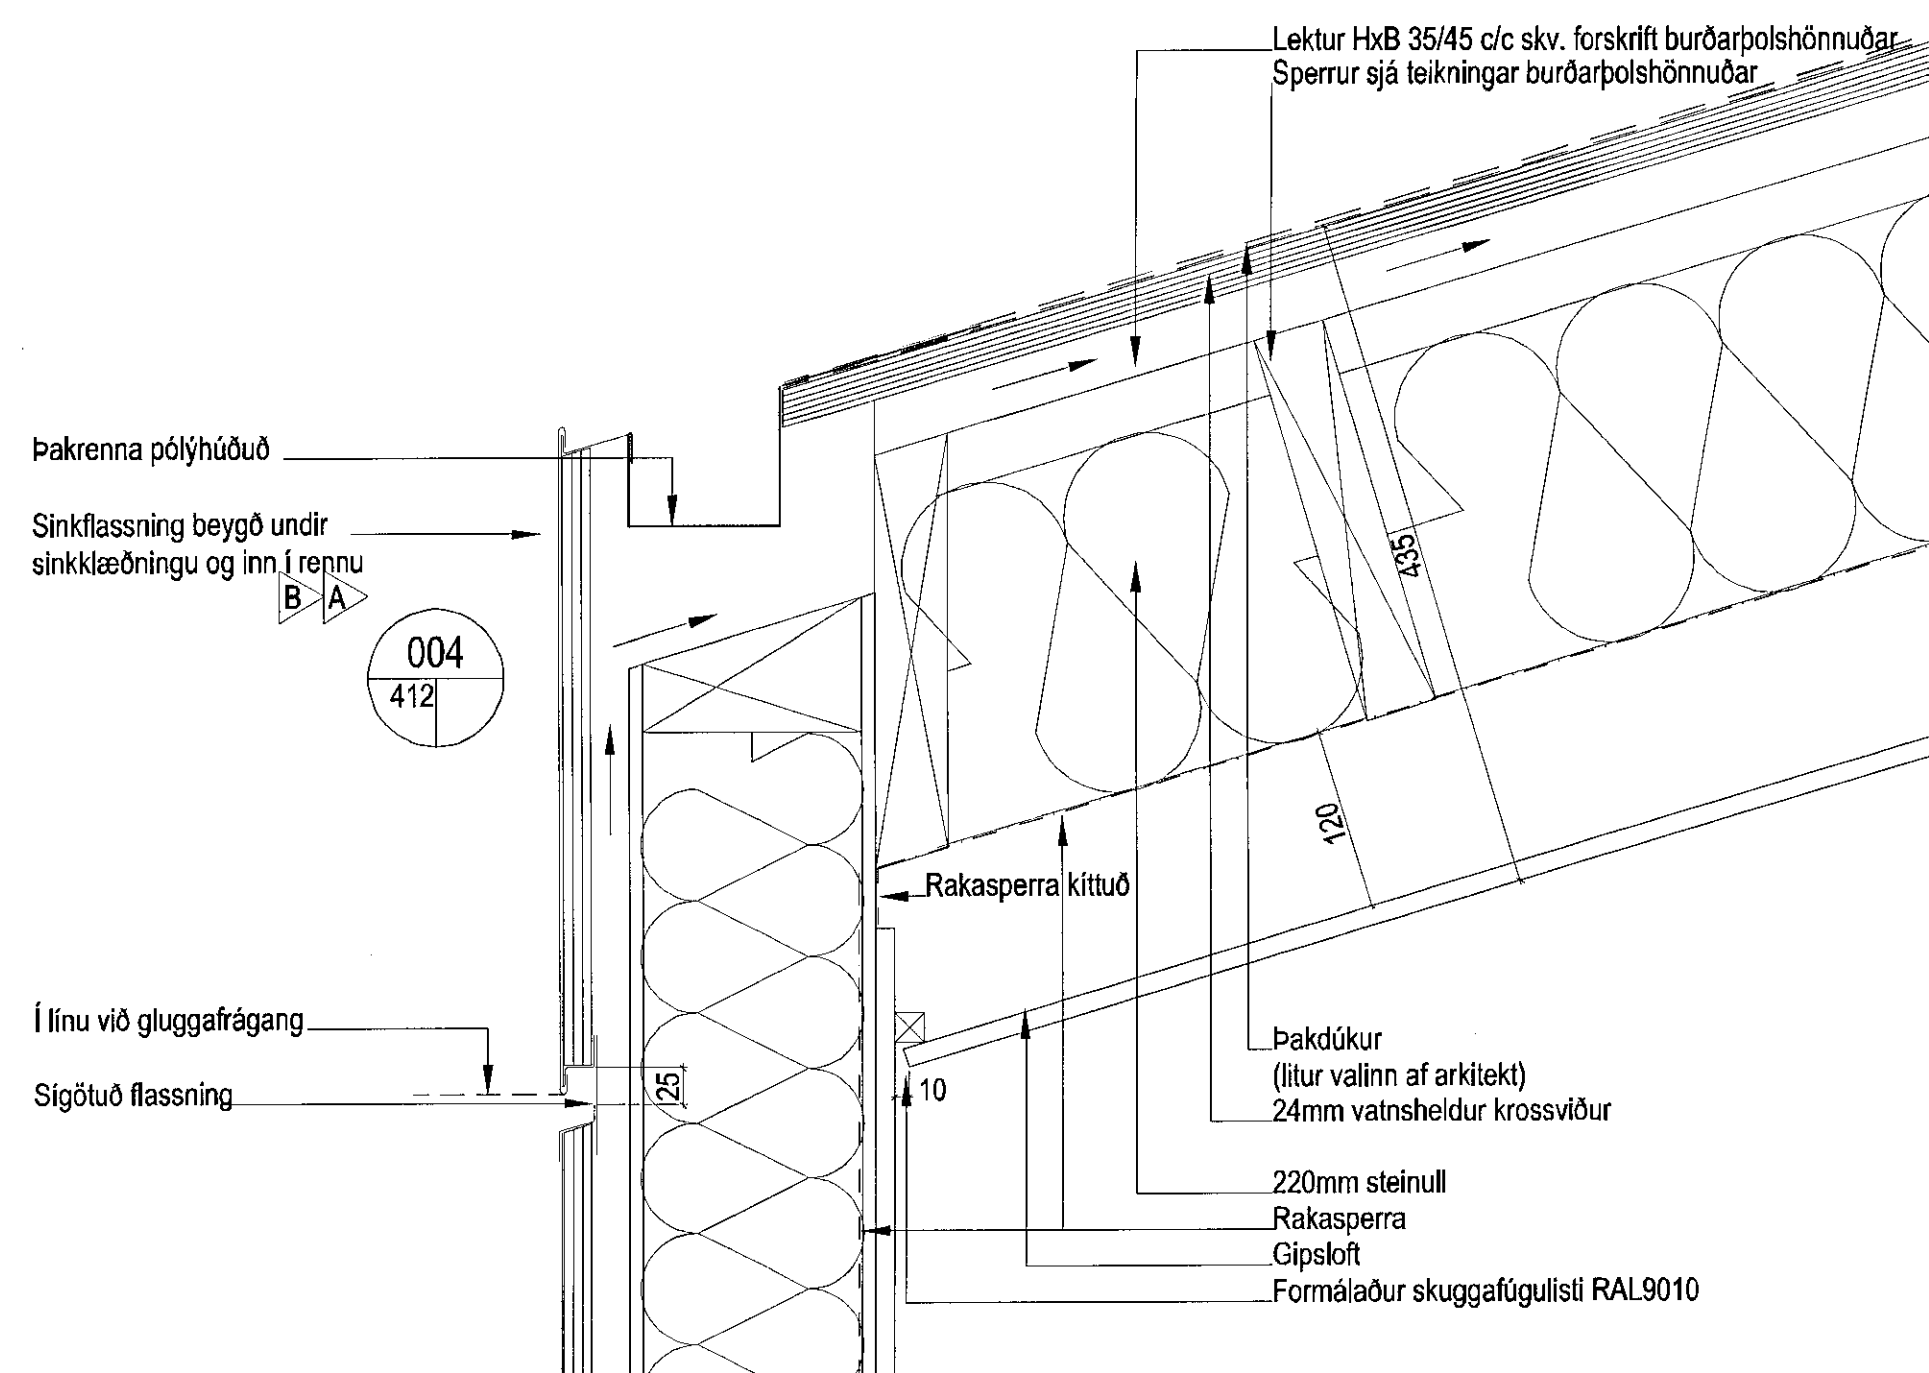 Lektur HxB 35/45 c/c skv. forskrift burðarþolshönnuðar
Sperrur sjá teikningar burðarþolshönnuðar
Þakrenna pólýhúðuð
Sinkflassning beygð undir
sinkklæðningu og inn í rennu
B A
004
412
435
120
Rakasperra kíttuð
Í línu við gluggafrágang
Sígötuð flassning
25
10
Þakdúkur
(litur valinn af arkitekt)
24mm vatnsheldur krossviður
220mm steinull
Rakasperra
Gipsloft
Formálaður skuggafúgulisti RAL9010